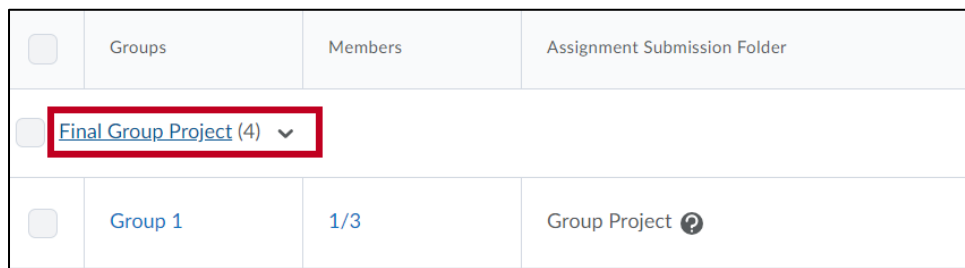 Groups Members Assignment Submission Folder
Final Group Project (4)
Group 1 1/3 Group Project ?